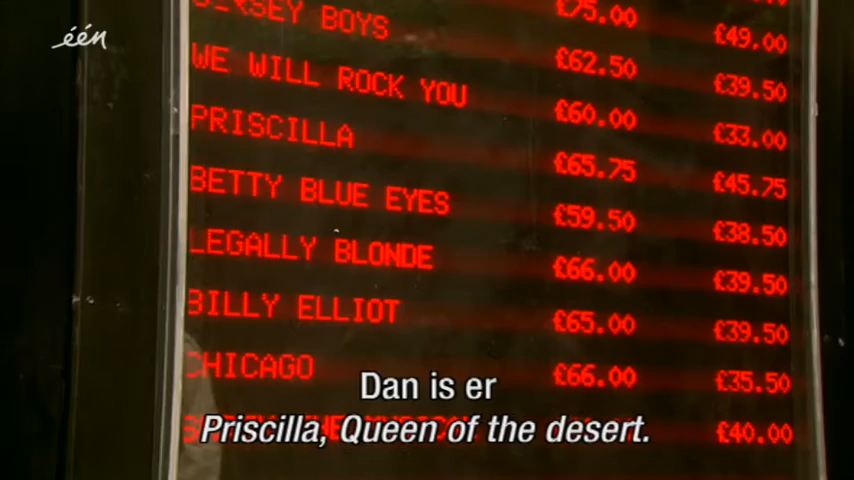 één
£75.00 £49.00
JERSEY BOYS £62.50 £39.50
WE WILL ROCK YOU £60.00 £33.00
PRISCILLA £65.75 £45.75
BETTY BLUE EYES £59.50 £38.50
LEGALLY BLONDE £66.00 £39.50
BILLY ELLIOT £65.00 £39.50
CHICAGO £66.00 £35.50
£40.00
Dan is er
Priscilla, Queen of the desert.